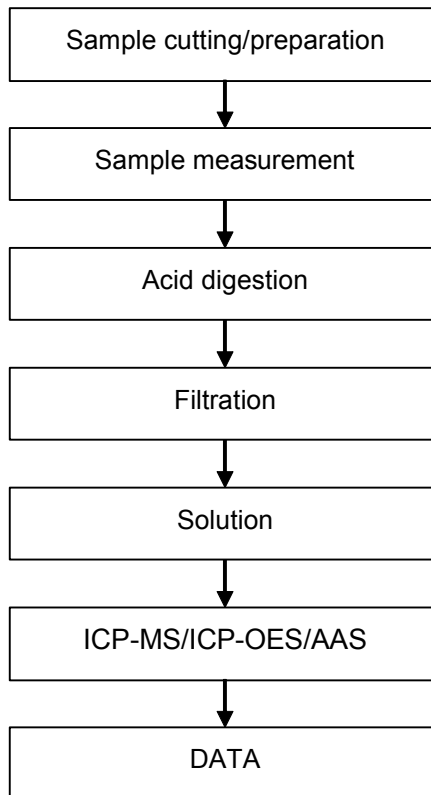 Sample cutting/preparation
Sample measurement
Acid digestion
Filtration
Solution
ICP-MS/ICP-OES/AAS
DATA